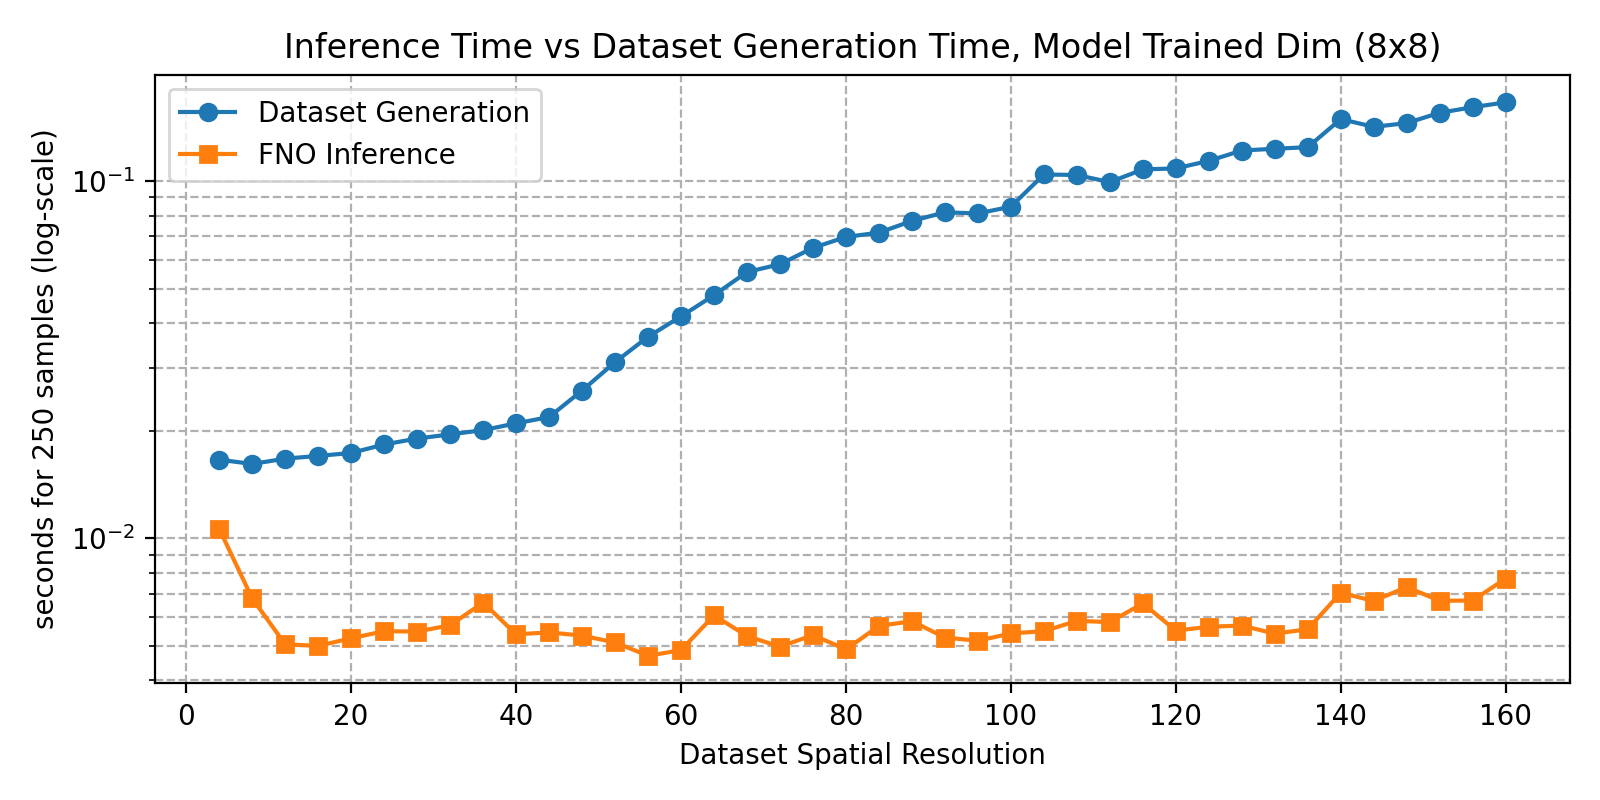 Inference Time vs Dataset Generation Time, Model Trained Dim (8x8)
Dataset Generation
FNO Inference
seconds for 250 samples (log-scale)
10⁻¹
10⁻²
0 20 40 60 80 100 120 140 160
Dataset Spatial Resolution